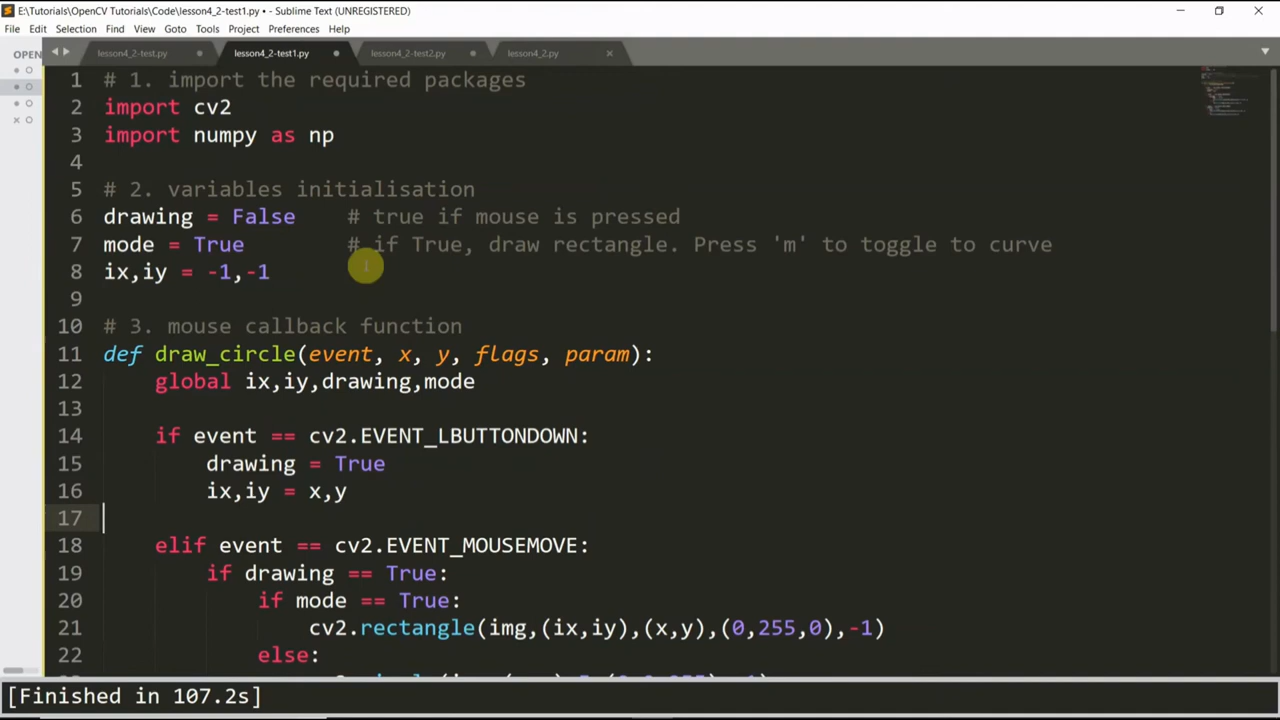 E:\Tutorials\OpenCV Tutorials\Code\lesson4_2-test1.py • - Sublime Text (UNREGISTERED)
File Edit Selection Find View Goto Tools Project Preferences Help
OPEN
lesson4_2-test.py lesson4_2-test1.py lesson4_2-test2.py lesson4_2.py
1 # 1. import the required packages
2 import cv2
3 import numpy as np
4
5 # 2. variables initialisation
6 drawing = False # true if mouse is pressed
7 mode = True # if True, draw rectangle. Press 'm' to toggle to curve
8 ix,iy = -1,-1
9
10 # 3. mouse callback function
11 def draw_circle(event, x, y, flags, param):
12 global ix,iy,drawing,mode
13
14 if event == cv2.EVENT_LBUTTONDOWN:
15 drawing = True
16 ix,iy = x,y
17
18 elif event == cv2.EVENT_MOUSEMOVE:
19 if drawing == True:
20 if mode == True:
21 cv2.rectangle(img,(ix,iy),(x,y),(0,255,0),-1)
22 else:
[Finished in 107.2s]